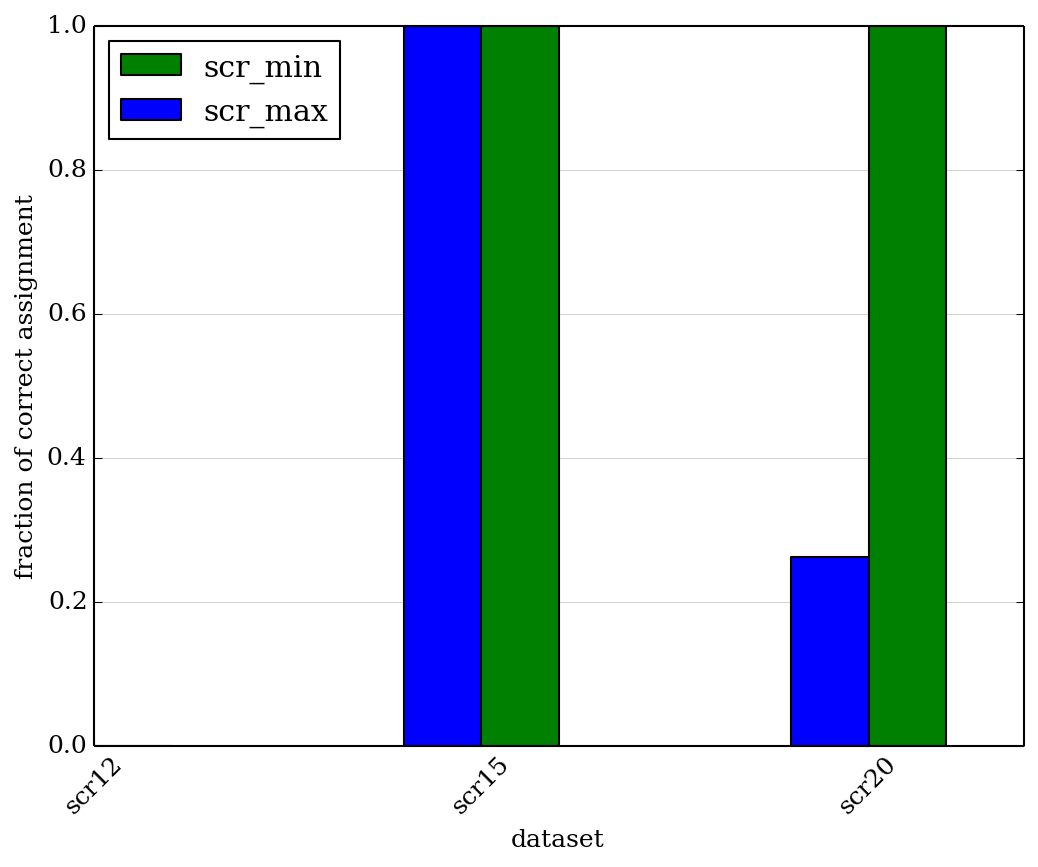 1.0
0.8
0.6
0.4
0.2
0.0
fraction of correct assignment
scr_min
scr_max
scr12
scr15
scr20
dataset